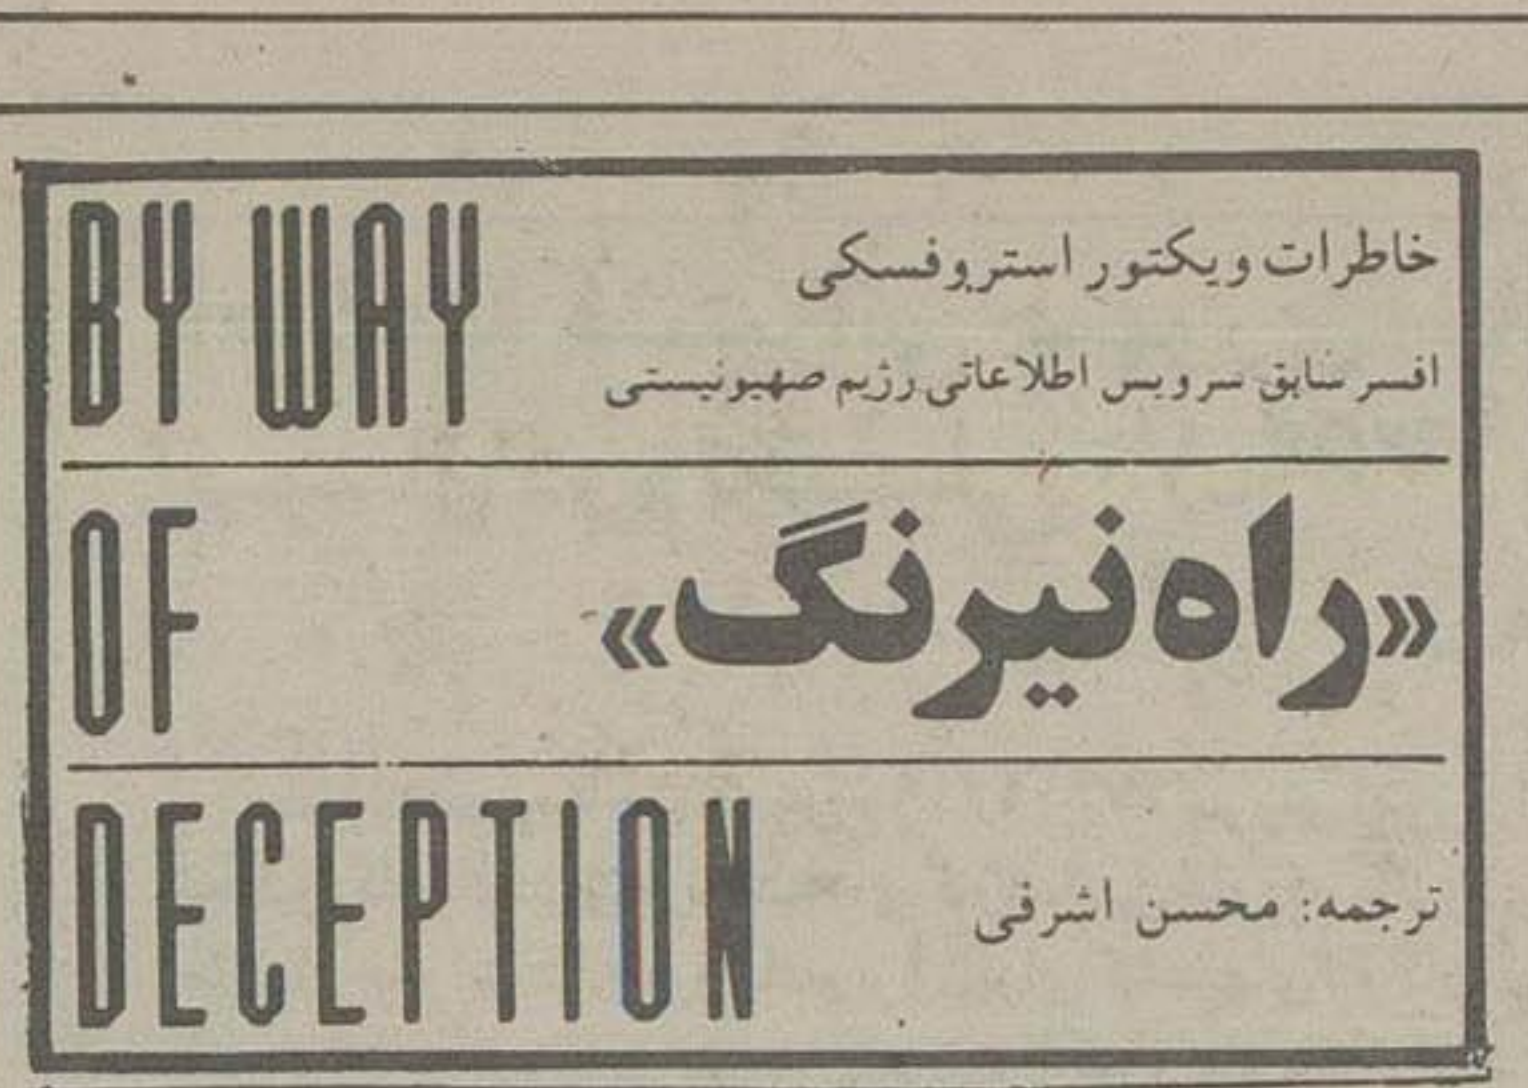 BY WAY
خاطرات ویکتور استروفسکی
افسر سابق سرویس اطلاعاتی رژیم صهیونیستی
OF
«راه نیرنگ»
DECEPTION
ترجمه: محسن اشرفی